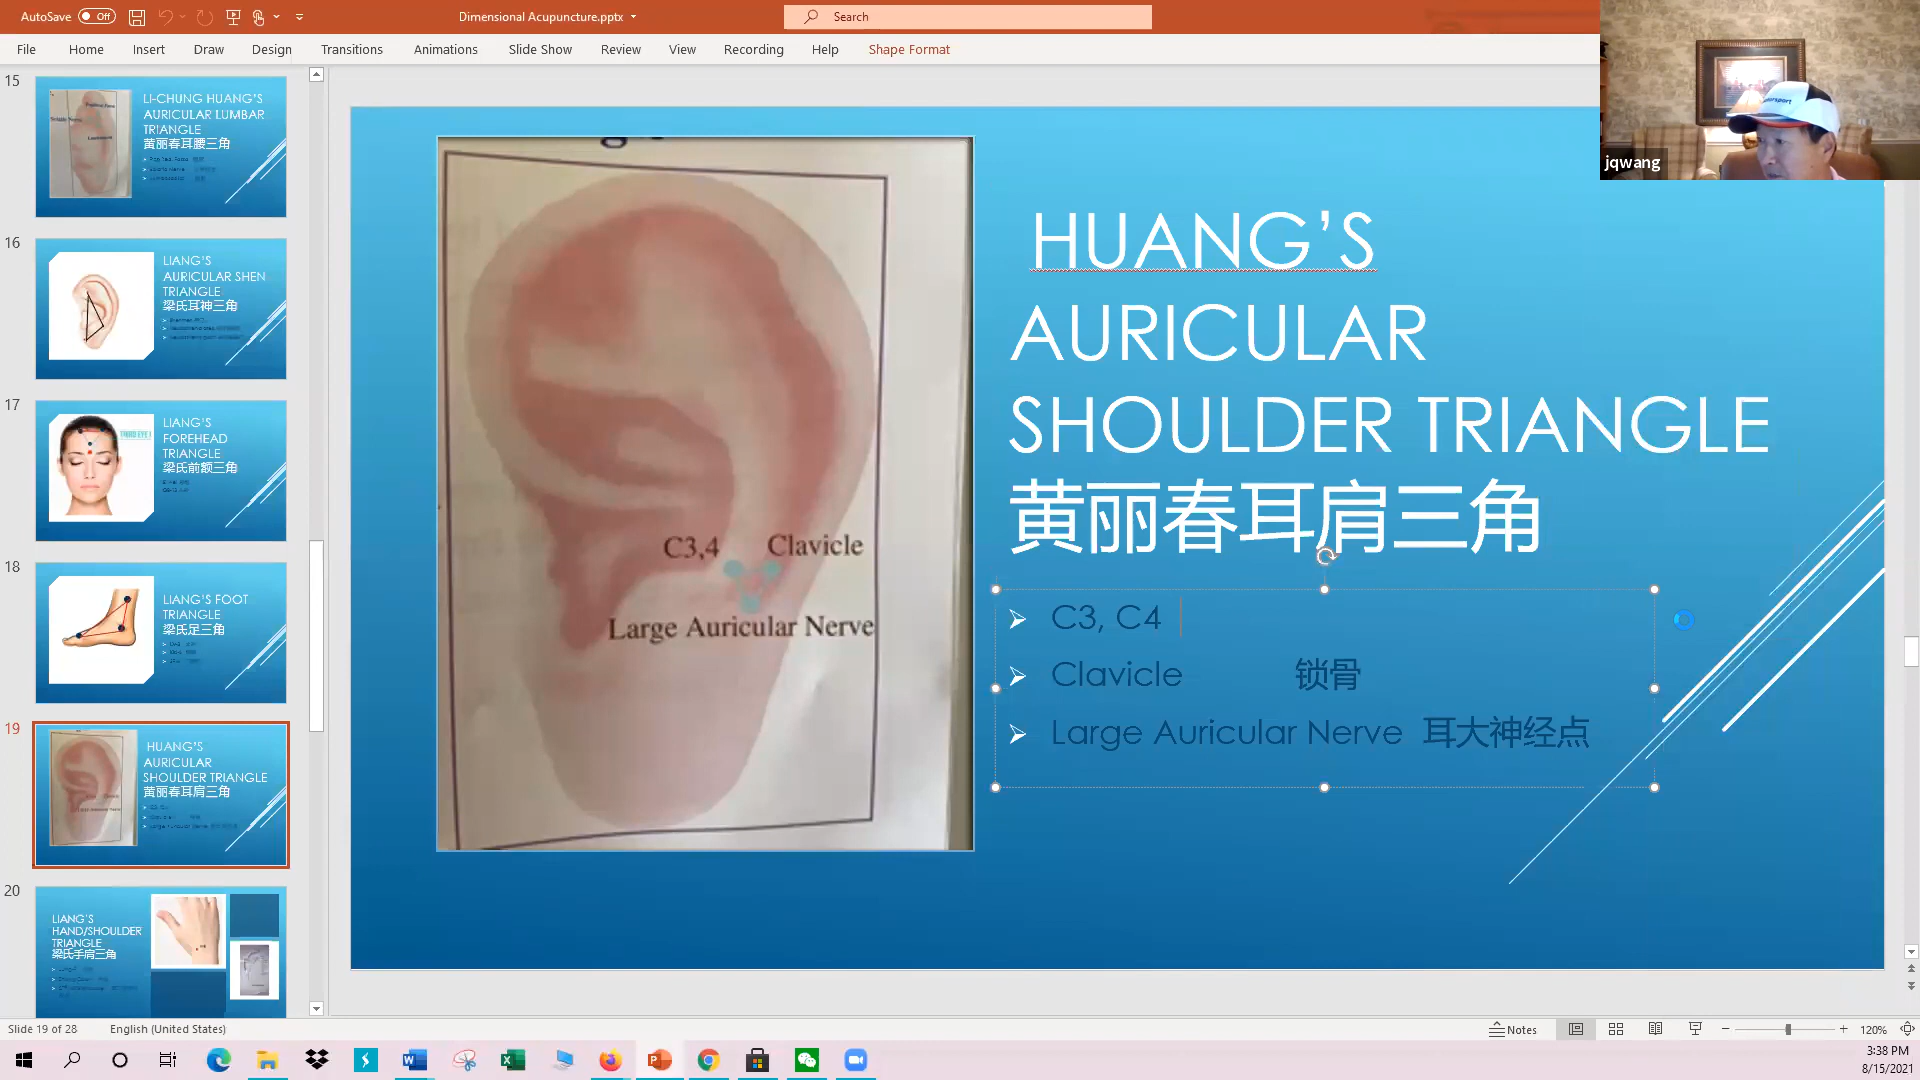 AutoSave Off
Dimensional Acupuncture.pptx
Search
File Home Insert Draw Design Transitions Animations Slide Show Review View Recording Help Shape Format
jqwang
15
LI-CHUNG HUANG'S
AURICULAR LUMBAR
TRIANGLE
黄丽春耳腰三角
16
LIANG'S
AURICULAR SHEN
TRIANGLE
梁氏耳神三角
17
LIANG'S
FOREHEAD
TRIANGLE
梁氏前额三角
18
LIANG'S FOOT
TRIANGLE
梁氏足三角
19
HUANG'S
AURICULAR
SHOULDER TRIANGLE
黄丽春耳肩三角
20
LIANG'S
HAND/SHOULDER
TRIANGLE
梁氏手肩三角
C3,4 Clavicle
Large Auricular Nerve
HUANG’S
AURICULAR
SHOULDER TRIANGLE
黄丽春耳肩三角
C3, C4
Clavicle 锁骨
Large Auricular Nerve 耳大神经点
Slide 19 of 28 English (United States)
Notes
120%
3:38 PM
8/15/2021